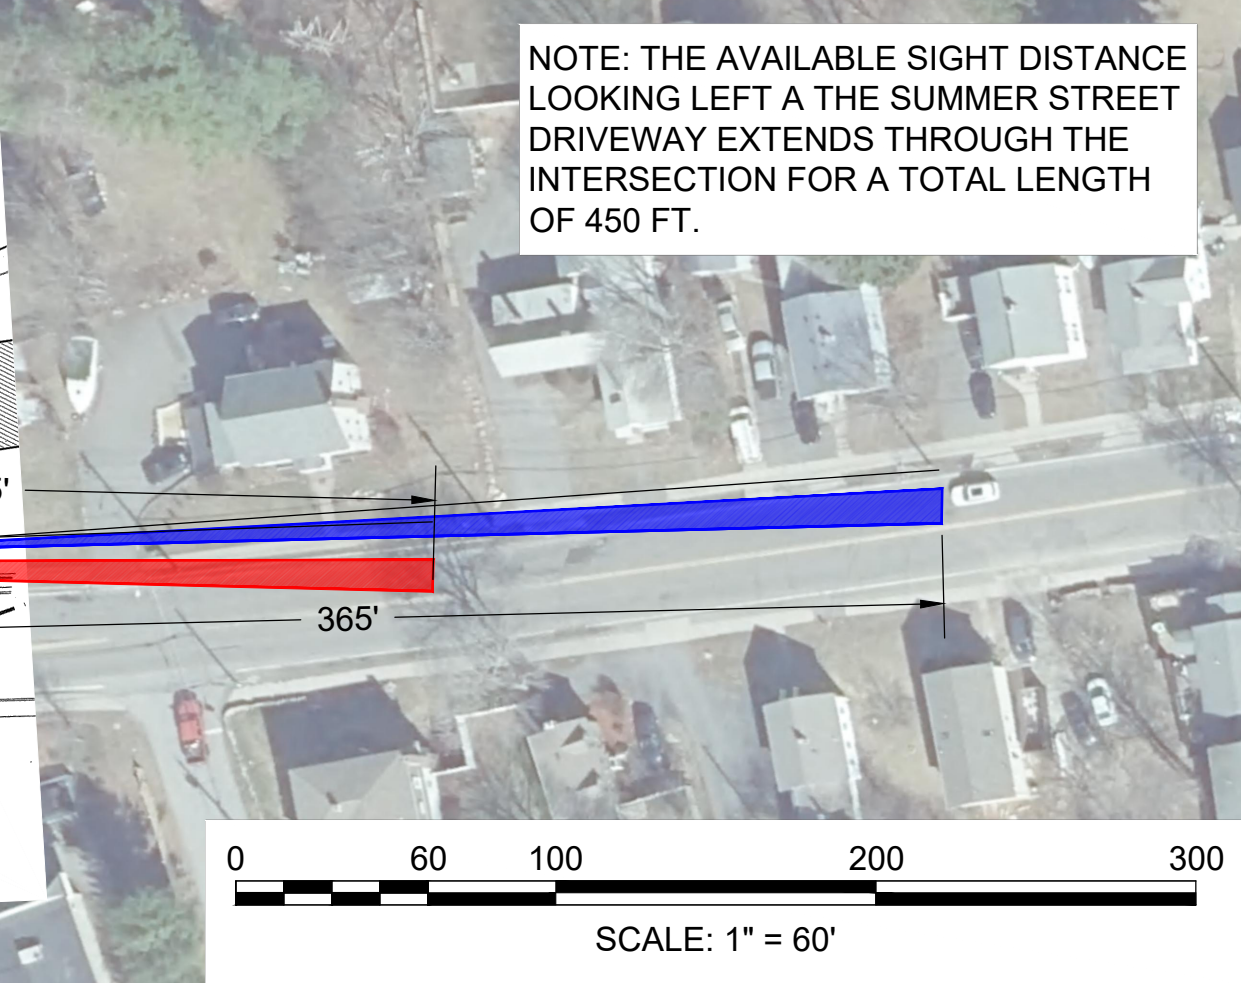 NOTE: THE AVAILABLE SIGHT DISTANCE
LOOKING LEFT A THE SUMMER STREET
DRIVEWAY EXTENDS THROUGH THE
INTERSECTION FOR A TOTAL LENGTH
OF 450 FT.
365'
0 60 100 200 300
SCALE: 1" = 60'